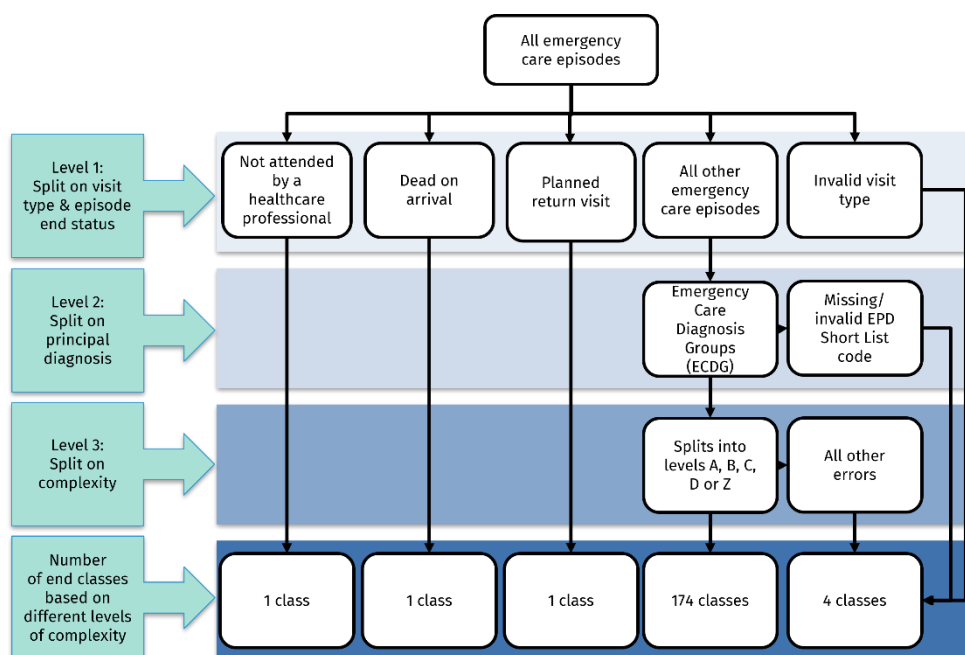 All emergency
care episodes
Level 1:
Split on visit
type & episode
end status
Not attended
by a
healthcare
professional
Dead on
arrival
Planned
return visit
All other
emergency
care episodes
Invalid visit
type
Level 2:
Split on
principal
diagnosis
Emergency
Care
Diagnosis
Groups
(ECDG)
Missing/
invalid EPD
Short List
code
Level 3:
Split on
complexity
Splits into
levels A, B, C,
D or Z
All other
errors
Number
of end classes
based on
different levels
of complexity
1 class
1 class
1 class
174 classes
4 classes